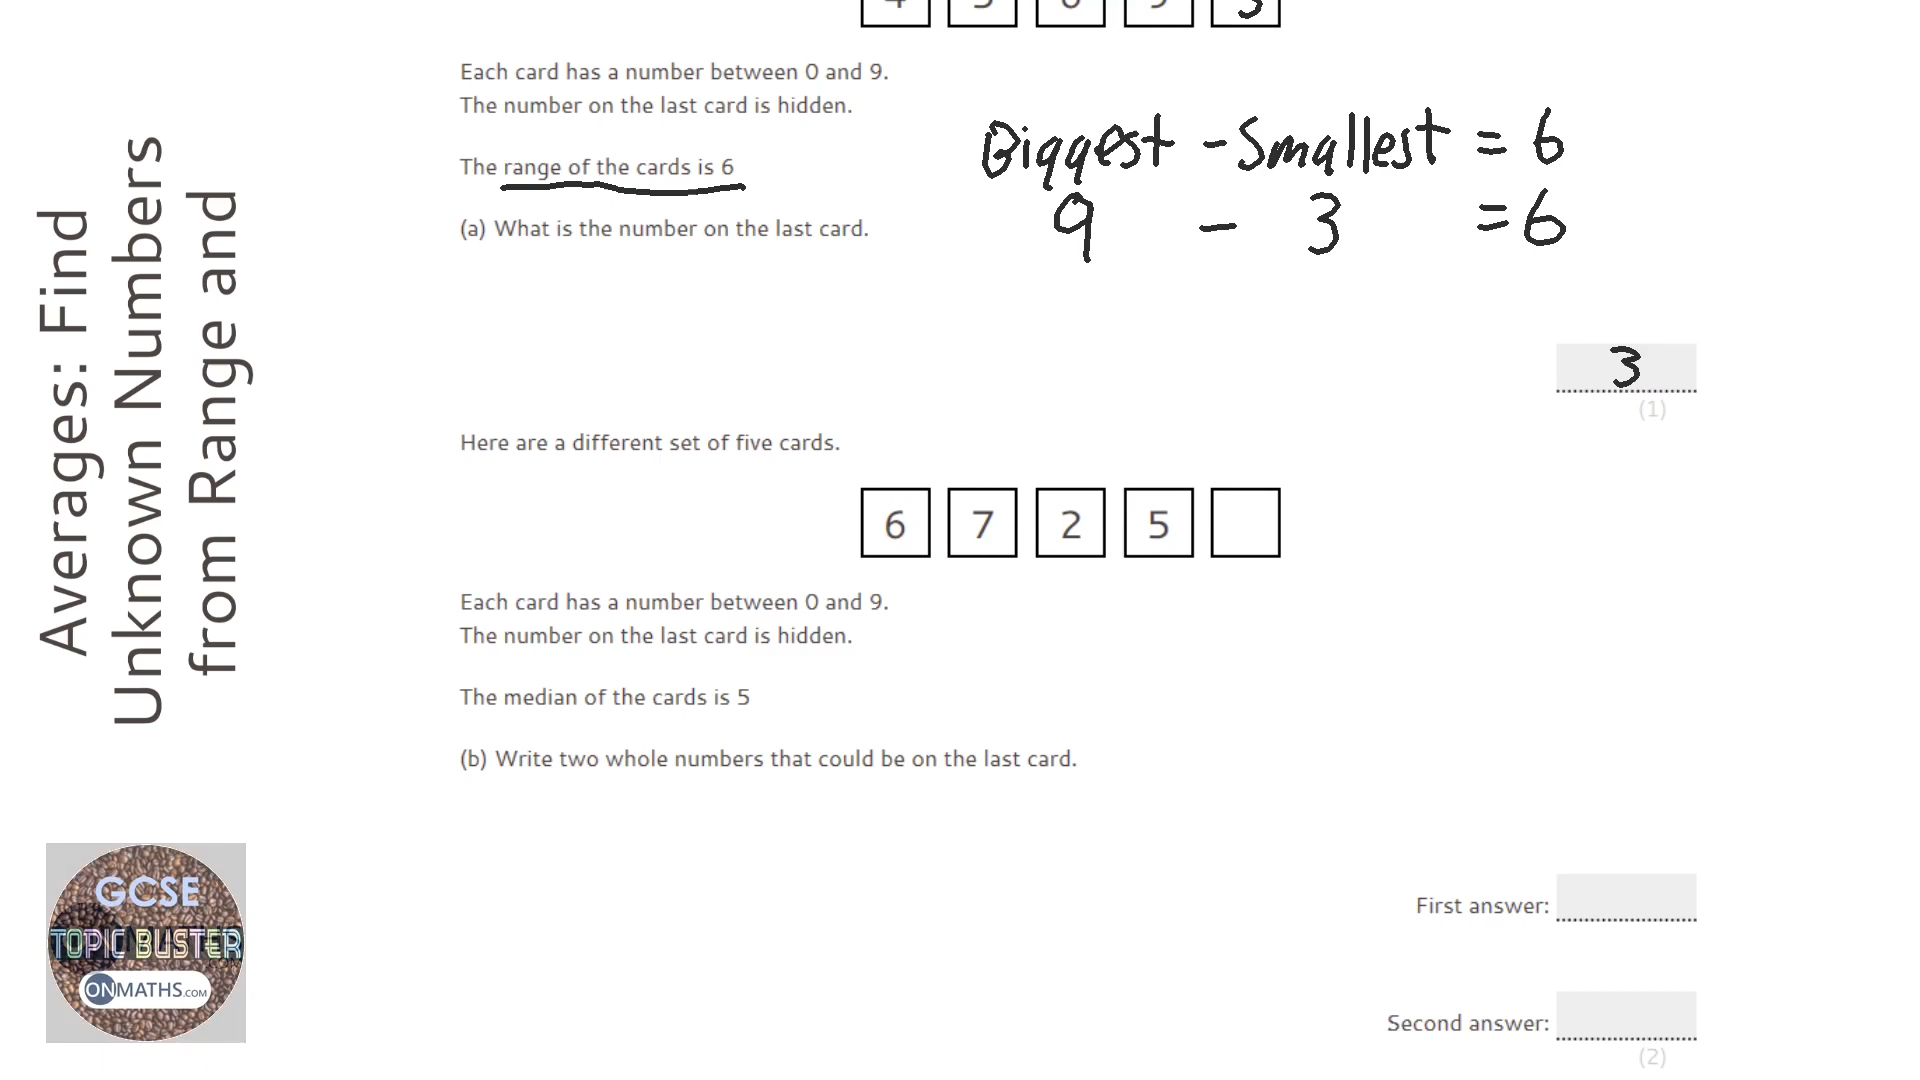 Averages: Find
Unknown Numbers
from Range and
Each card has a number between 0 and 9.
The number on the last card is hidden.
The range of the cards is 6
Biggest - Smallest = 6
9 - 3 = 6
(a) What is the number on the last card.
3
(1)
Here are a different set of five cards.
6 7 2 5
Each card has a number between 0 and 9.
The number on the last card is hidden.
The median of the cards is 5
(b) Write two whole numbers that could be on the last card.
First answer:
Second answer:
(2)
GCSE
TOPIC BUSTER
ONMATHS.COM